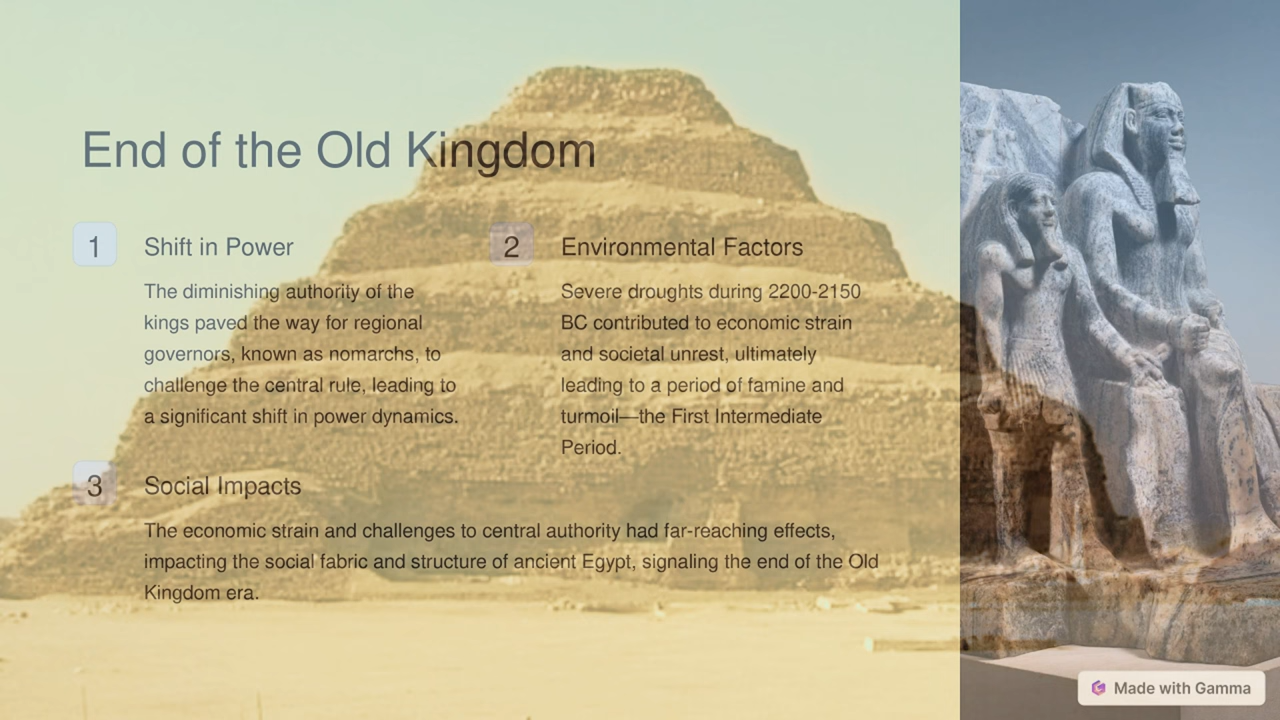 End of the Old Kingdom
1
Shift in Power
The diminishing authority of the
kings paved the way for regional
governors, known as nomarchs, to
challenge the central rule, leading to
a significant shift in power dynamics.
2
Environmental Factors
Severe droughts during 2200-2150
BC contributed to economic strain
and societal unrest, ultimately
leading to a period of famine and
turmoil—the First Intermediate
Period.
3
Social Impacts
The economic strain and challenges to central authority had far-reaching effects,
impacting the social fabric and structure of ancient Egypt, signaling the end of the Old
Kingdom era.
Made with Gamma